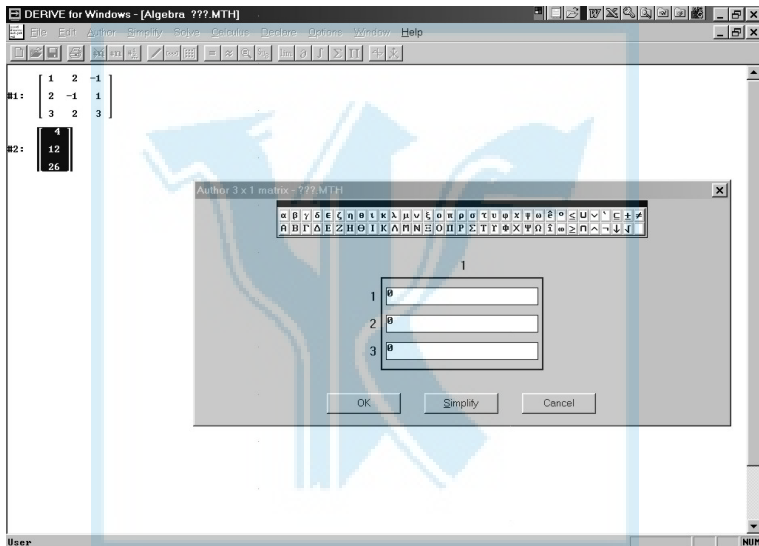 DERIVE for Windows - [Algebra ???.MTH]
File Edit Author Simplify Solve Calculus Declare Options Window Help
#1: [ 1 2 -1 ]
[ 2 -1 1 ]
[ 3 2 3 ]
#2: [ 4 ]
[ 12 ]
[ 26 ]
Author 3 x 1 matrix - ???.MTH
α β γ δ ε ζ η θ ι κ λ μ ν ξ ο π ρ σ τ υ φ χ ψ ω ê ° ≤ ∪ ∨ ` ⊑ ± ≠
Α Β Γ Δ Ε Ζ Η Θ Ι Κ Λ Μ Ν Ξ Ο Π Ρ Σ Τ Υ Φ Χ Ψ Ω î ∞ ≥ ∩ ∧ ¬ ↓ √
1
1 0
2 0
3 0
OK Simplify Cancel
User NUM